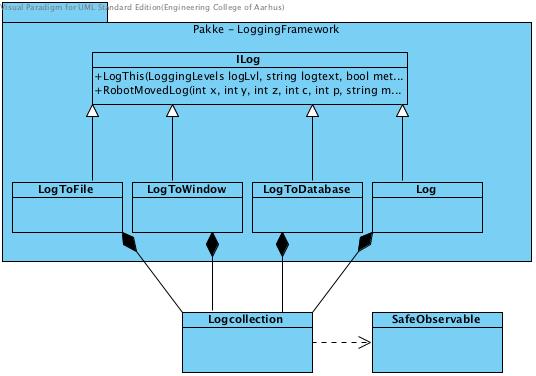 Visual Paradigm for UML Standard Edition(Engineering College of Aarhus)
Pakke - LoggingFramework
ILog
+LogThis(LoggingLevels logLvl, string logtext, bool met...
+RobotMovedLog(int x, int y, int z, int c, int p, string m...
LogToFile
LogToWindow
LogToDatabase
Log
Logcollection
SafeObservable